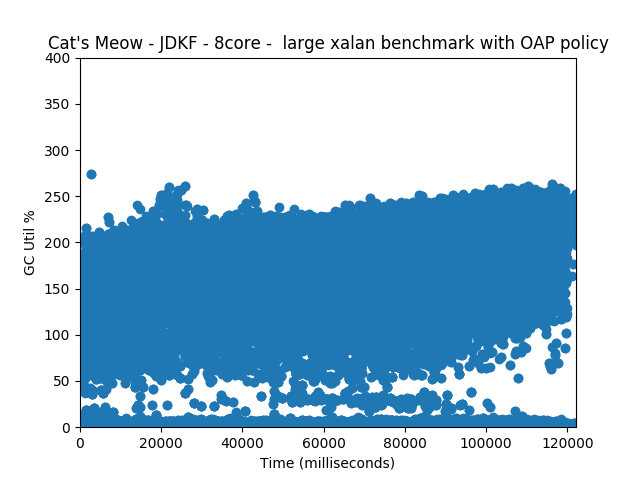 Cat's Meow - JDKF - 8core -  large xalan benchmark with OAP policy
400
350
300
250
200
150
100
50
0
GC Util %
0 20000 40000 60000 80000 100000 120000
Time (milliseconds)